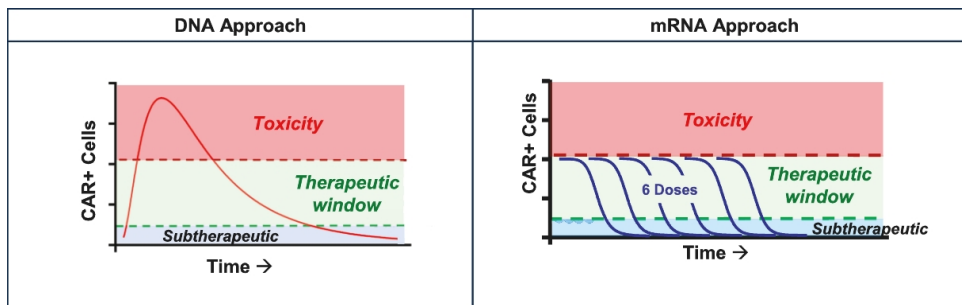 DNA Approach
mRNA Approach
CAR+ Cells
Toxicity
Therapeutic
window
Subtherapeutic
Time →
CAR+ Cells
Toxicity
6 Doses
Therapeutic
window
Subtherapeutic
Time →